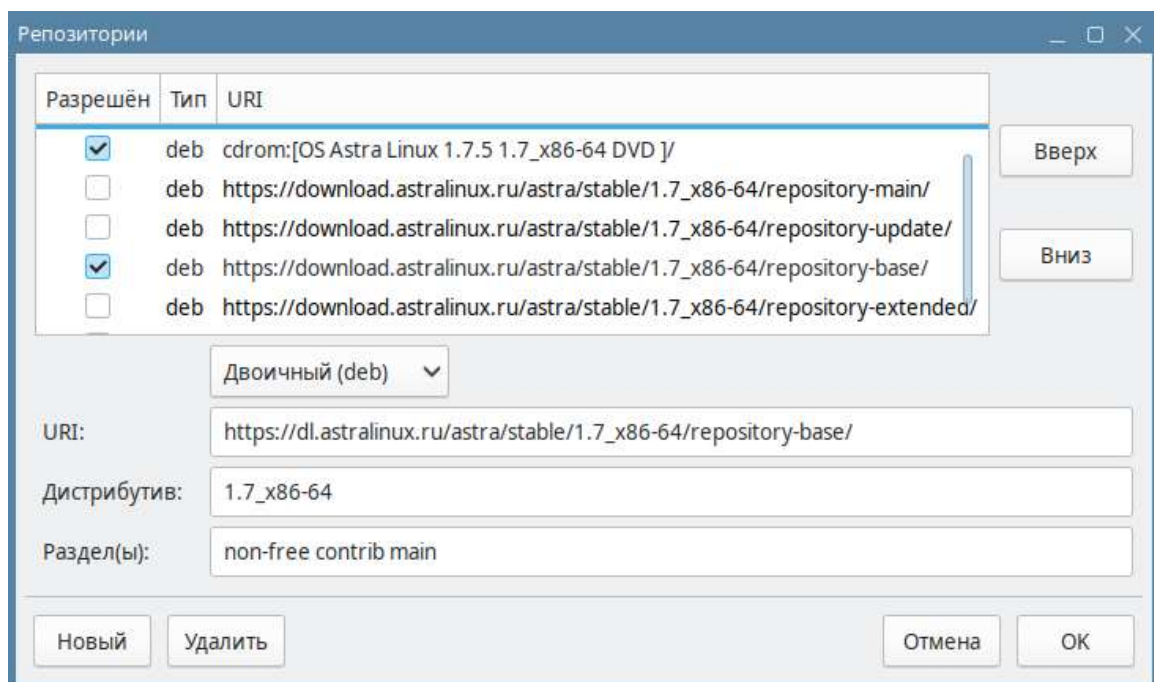 Репозитории
Разрешён Тип URI
deb cdrom:[OS Astra Linux 1.7.5 1.7_x86-64 DVD ]/
deb https://download.astralinux.ru/astra/stable/1.7_x86-64/repository-main/
deb https://download.astralinux.ru/astra/stable/1.7_x86-64/repository-update/
deb https://download.astralinux.ru/astra/stable/1.7_x86-64/repository-base/
deb https://download.astralinux.ru/astra/stable/1.7_x86-64/repository-extended/
Вверх
Вниз
Двоичный (deb)
URI: https://dl.astralinux.ru/astra/stable/1.7_x86-64/repository-base/
Дистрибутив: 1.7_x86-64
Раздел(ы): non-free contrib main
Новый Удалить Отмена OK